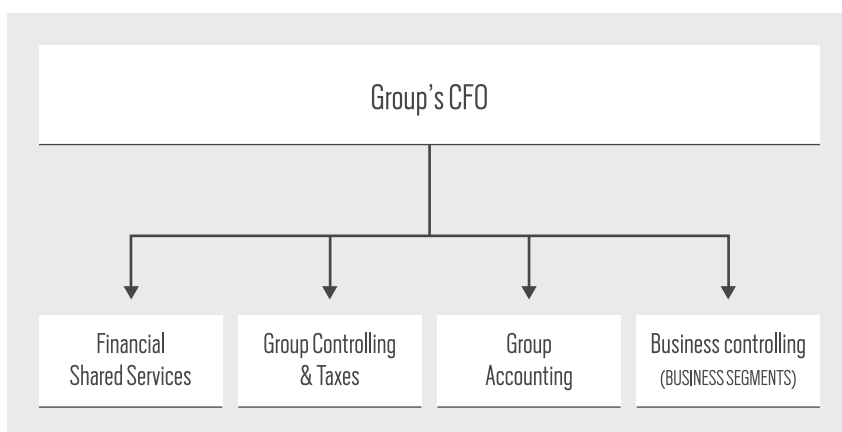 Group's CFO
Financial
Shared Services
Group Controlling
& Taxes
Group
Accounting
Business controlling
(BUSINESS SEGMENTS)